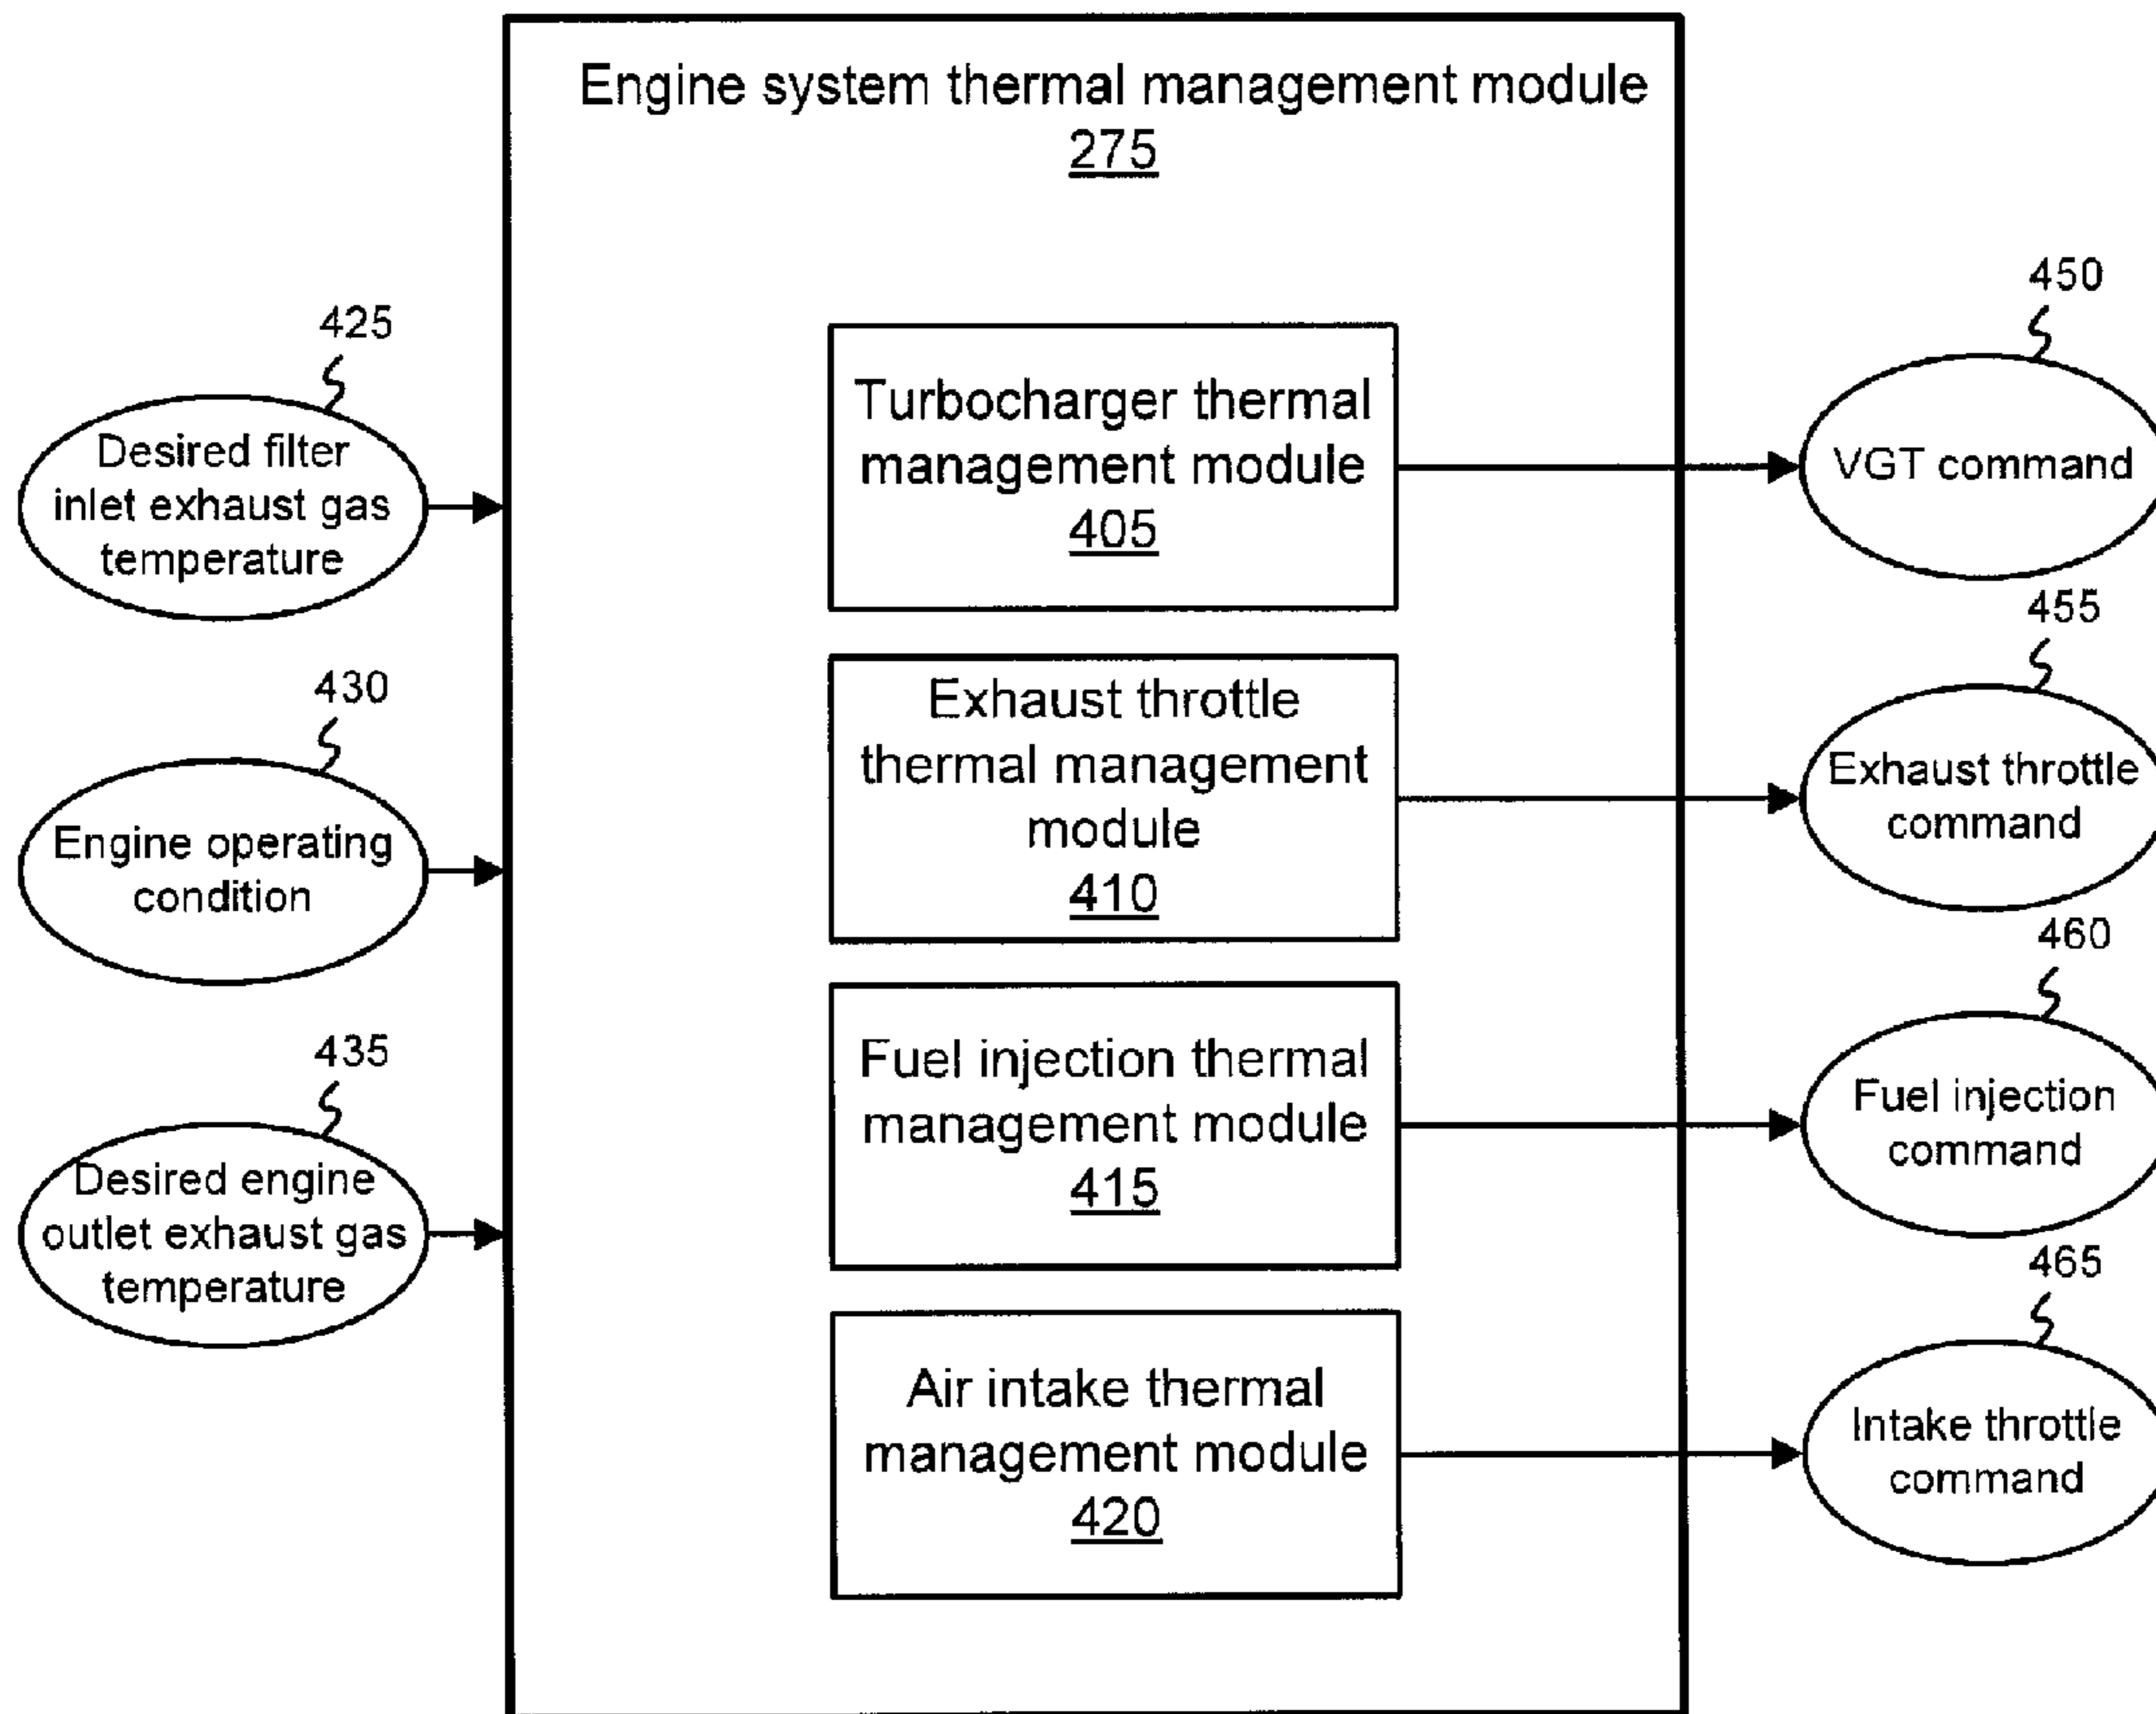 Engine system thermal management module
275
425
Desired filter
inlet exhaust gas
temperature
430
Engine operating
condition
435
Desired engine
outlet exhaust gas
temperature
Turbocharger thermal
management module
405
Exhaust throttle
thermal management
module
410
Fuel injection thermal
management module
415
Air intake thermal
management module
420
450
VGT command
455
Exhaust throttle
command
460
Fuel injection
command
465
Intake throttle
command